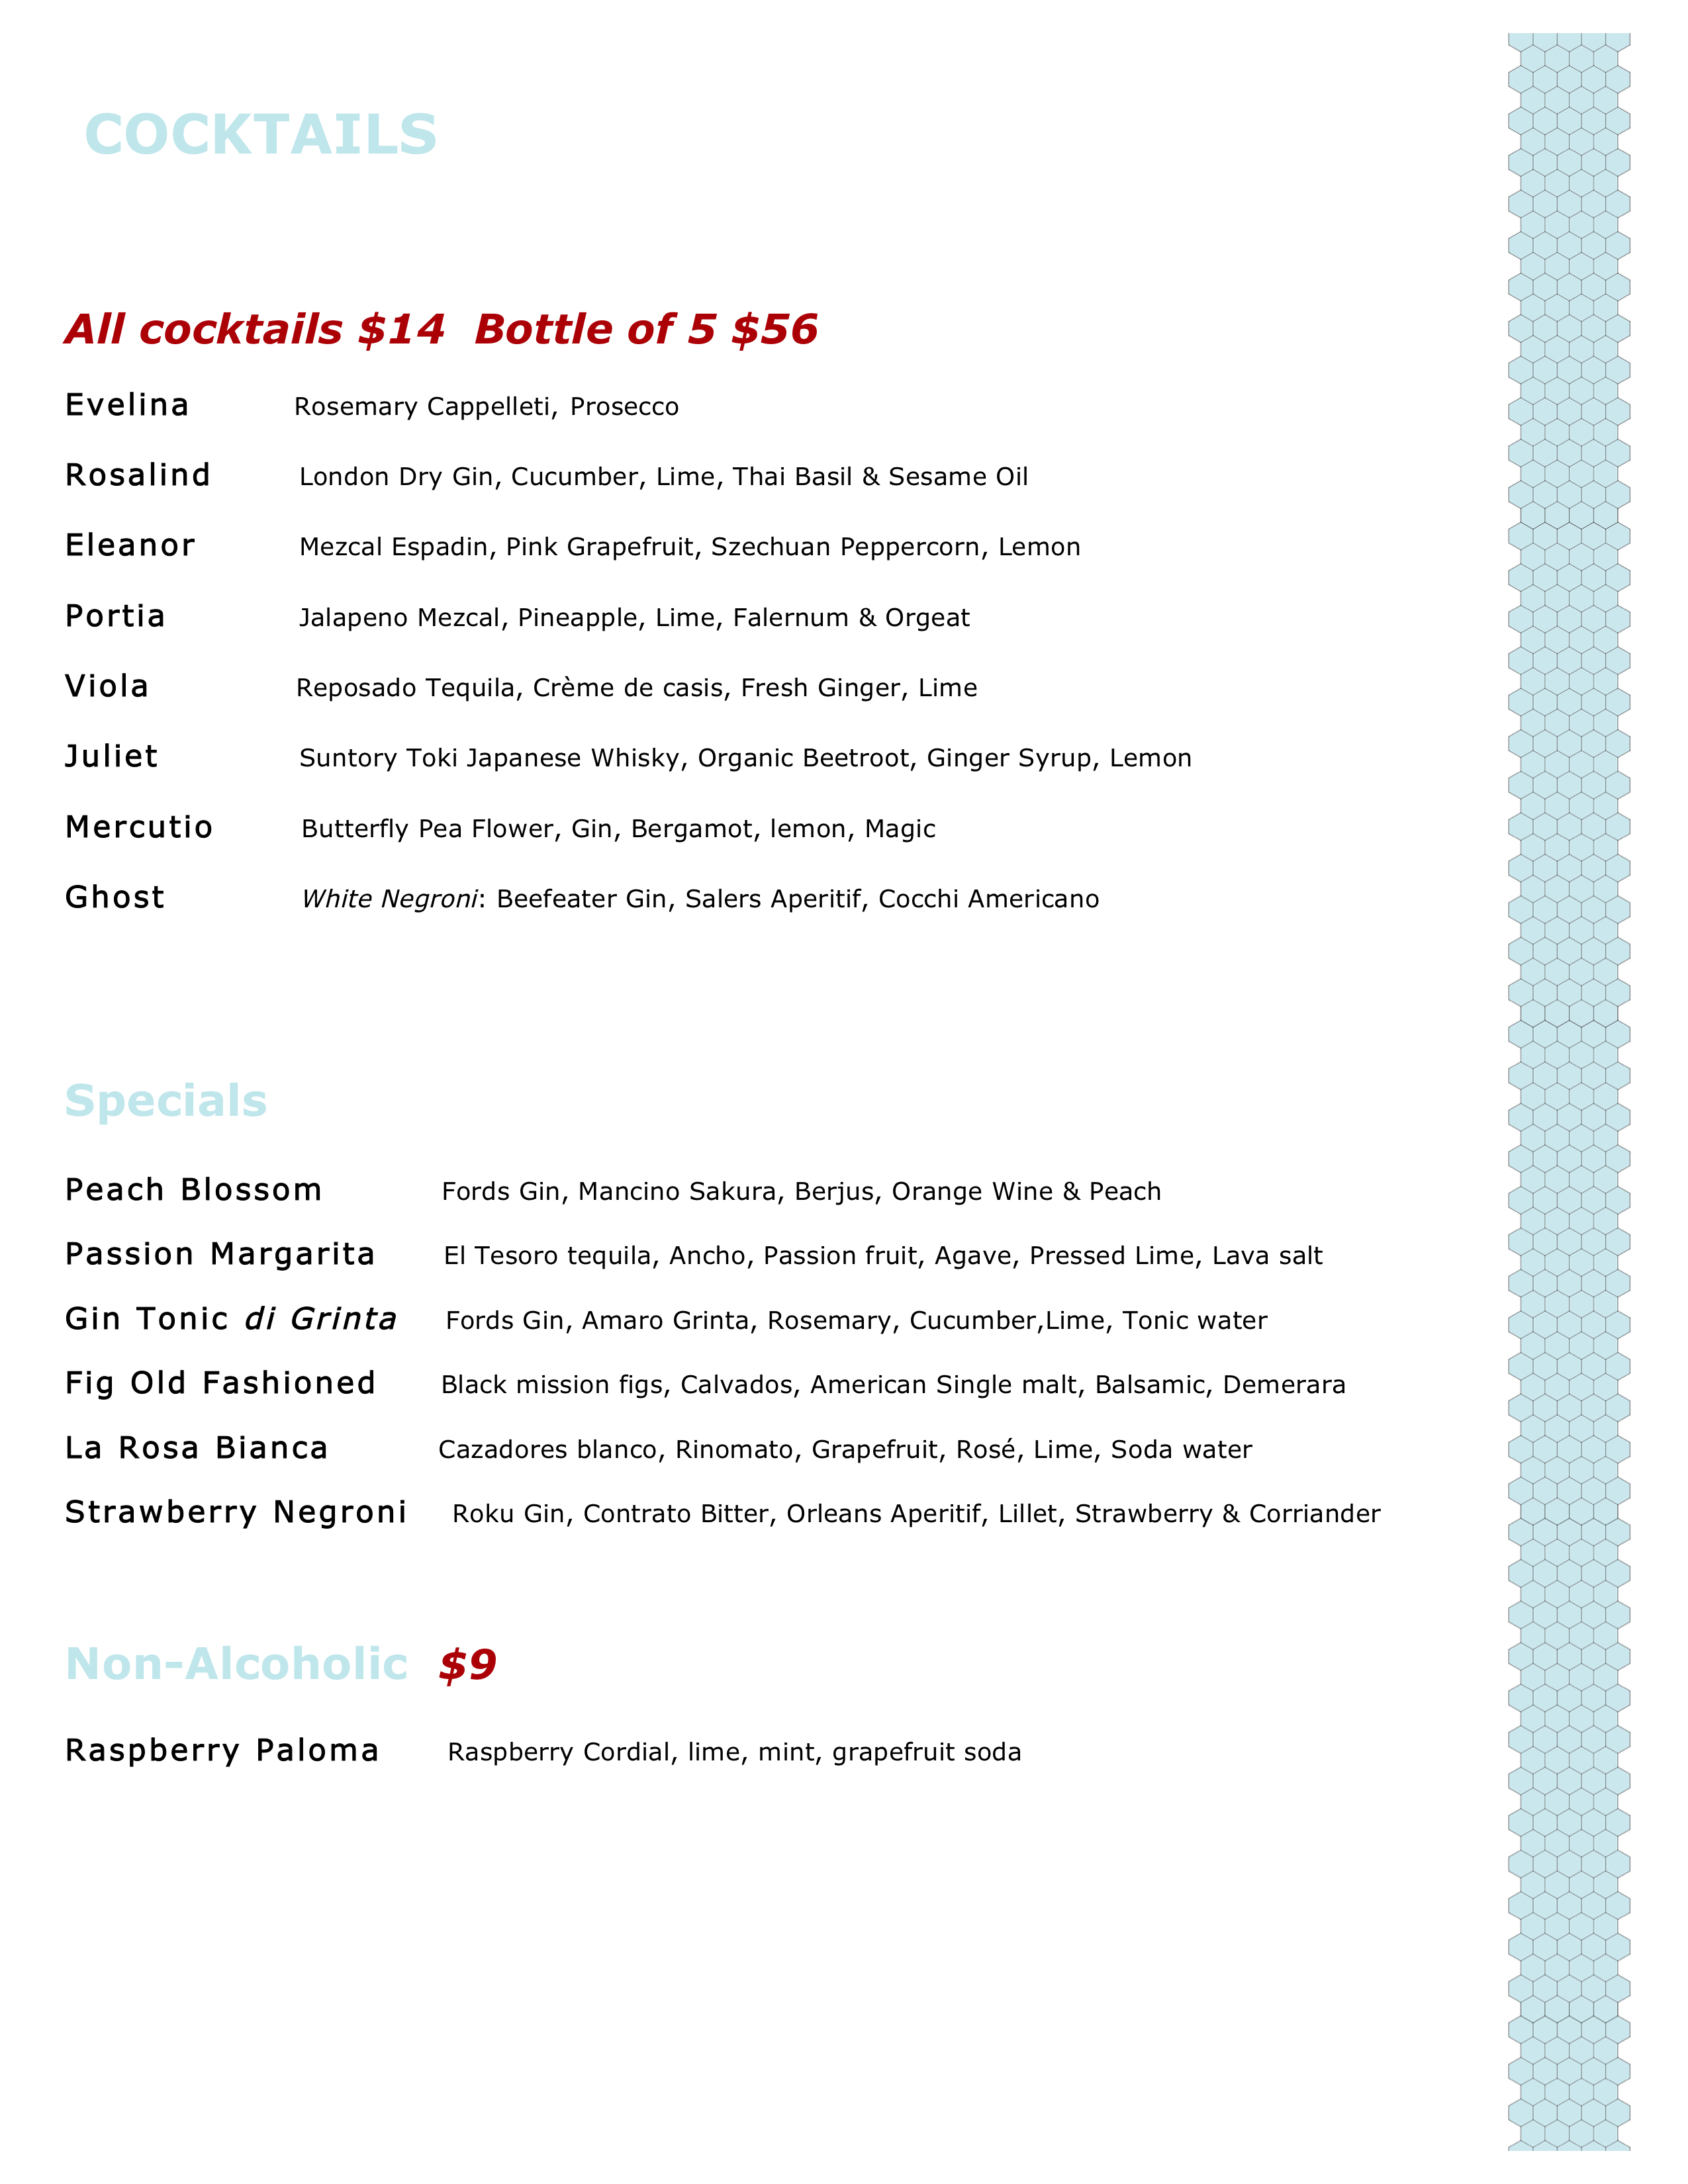 COCKTAILS
All cocktails $14 Bottle of 5 $56
Evelina Rosemary Cappelleti, Prosecco
Rosalind London Dry Gin, Cucumber, Lime, Thai Basil & Sesame Oil
Eleanor Mezcal Espadin, Pink Grapefruit, Szechuan Peppercorn, Lemon
Portia Jalapeno Mezcal, Pineapple, Lime, Falernum & Orgeat
Viola Reposado Tequila, Crème de casis, Fresh Ginger, Lime
Juliet Suntory Toki Japanese Whisky, Organic Beetroot, Ginger Syrup, Lemon
Mercutio Butterfly Pea Flower, Gin, Bergamot, lemon, Magic
Ghost White Negroni: Beefeater Gin, Salers Aperitif, Cocchi Americano
Specials
Peach Blossom Fords Gin, Mancino Sakura, Berjus, Orange Wine & Peach
Passion Margarita El Tesoro tequila, Ancho, Passion fruit, Agave, Pressed Lime, Lava salt
Gin Tonic di Grinta Fords Gin, Amaro Grinta, Rosemary, Cucumber,Lime, Tonic water
Fig Old Fashioned Black mission figs, Calvados, American Single malt, Balsamic, Demerara
La Rosa Bianca Cazadores blanco, Rinomato, Grapefruit, Rosé, Lime, Soda water
Strawberry Negroni Roku Gin, Contrato Bitter, Orleans Aperitif, Lillet, Strawberry & Corriander
Non-Alcoholic $9
Raspberry Paloma Raspberry Cordial, lime, mint, grapefruit soda